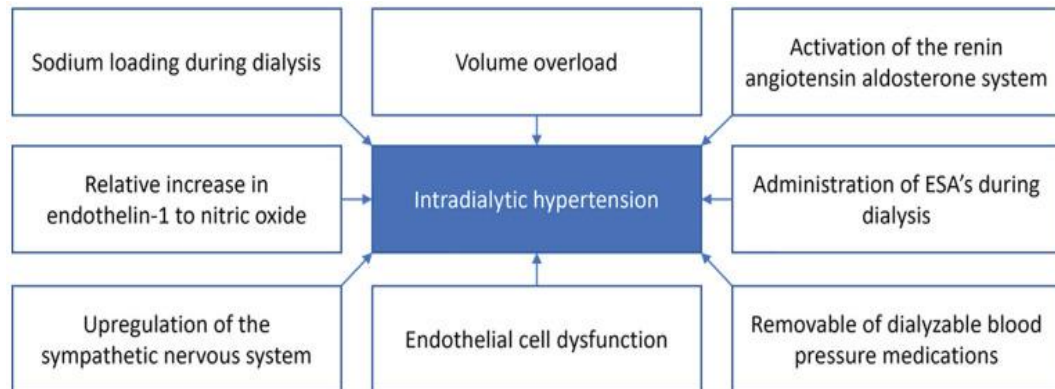 Sodium loading during dialysis
Volume overload
Activation of the renin
angiotensin aldosterone system
Relative increase in
endothelin-1 to nitric oxide
Intradialytic hypertension
Administration of ESA's during
dialysis
Upregulation of the
sympathetic nervous system
Endothelial cell dysfunction
Removable of dialyzable blood
pressure medications